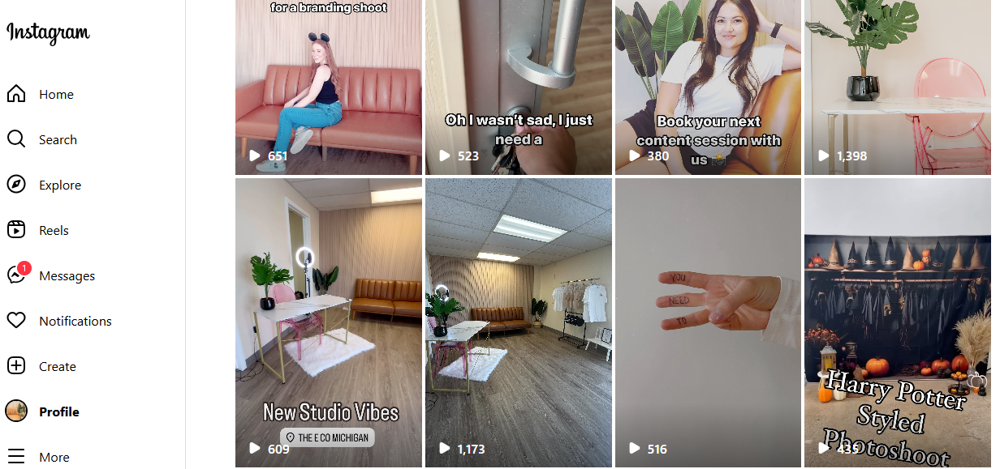 Instagram
Home
Search
Explore
Reels
1
Messages
Notifications
Create
Profile
More
for a branding shoot
651
Oh I wasn't sad, I just
need a
523
Book your next
content session with
us 📸
380
1,398
New Studio Vibes
THE E CO MICHIGAN
609
1,173
YOU
NEED
TO
516
Harry Potter
Styled
Photoshoot
435